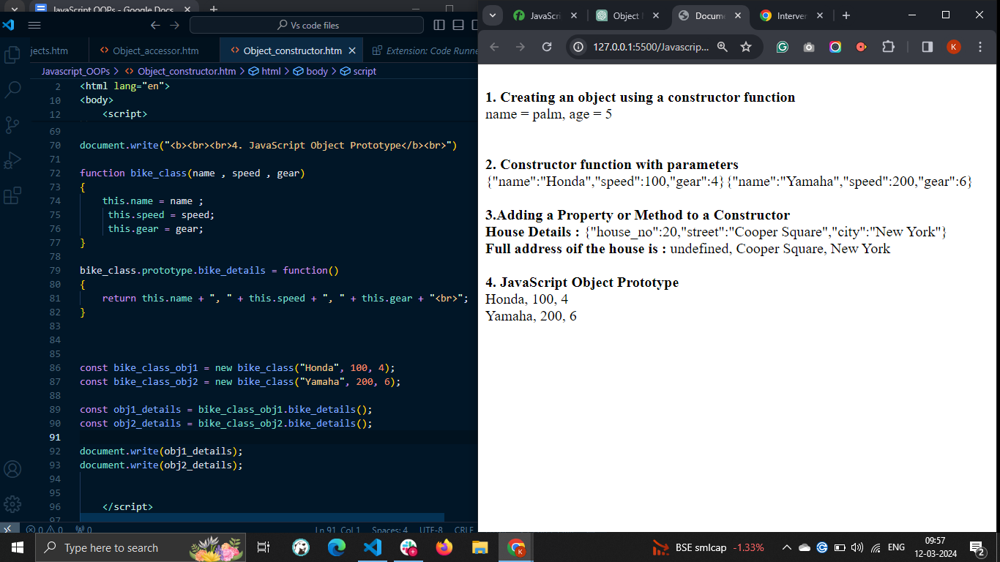 JavaScript OOPs - Google Docs
Vs code files
jects.htm
Object_accessor.htm
Object_constructor.htm
Extension: Code Runne
Javascript_OOPs > Object_constructor.htm > html > body > script
2 <html lang="en">
10 <body>
12 <script>
69
70 document.write("<b><br><br>4. JavaScript Object Prototype</b><br>")
71
72 function bike_class(name , speed , gear)
73 {
74 this.name = name ;
75 this.speed = speed;
76 this.gear = gear;
77 }
78
79 bike_class.prototype.bike_details = function()
80 {
81 return this.name + ", " + this.speed + ", " + this.gear + "<br>";
82 }
83
84
85
86 const bike_class_obj1 = new bike_class("Honda", 100, 4);
87 const bike_class_obj2 = new bike_class("Yamaha", 200, 6);
88
89 const obj1_details = bike_class_obj1.bike_details();
90 const obj2_details = bike_class_obj2.bike_details();
91
92 document.write(obj1_details);
93 document.write(obj2_details);
94
95
96 </script>
97
0 0 0 Ln 91, Col 1 Spaces: 4 UTF-8 CRLF
JavaScri
Object
Docume
Interver
127.0.0.1:5500/Javascrip...
K
1. Creating an object using a constructor function
name = palm, age = 5
2. Constructor function with parameters
{"name":"Honda","speed":100,"gear":4}{"name":"Yamaha","speed":200,"gear":6}
3.Adding a Property or Method to a Constructor
House Details : {"house_no":20,"street":"Cooper Square","city":"New York"}
Full address oif the house is : undefined, Cooper Square, New York
4. JavaScript Object Prototype
Honda, 100, 4
Yamaha, 200, 6
Type here to search
BSE smlcap -1.33%
ENG
09:57
12-03-2024
2